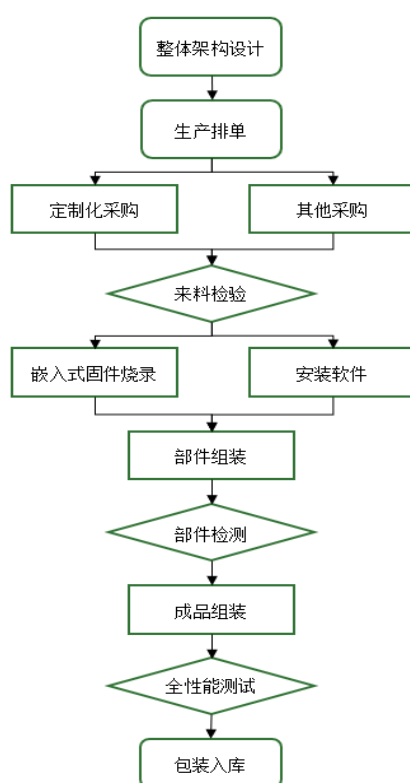 整体架构设计
生产排单
定制化采购
其他采购
来料检验
嵌入式固件烧录
安装软件
部件组装
部件检测
成品组装
全性能测试
包装入库